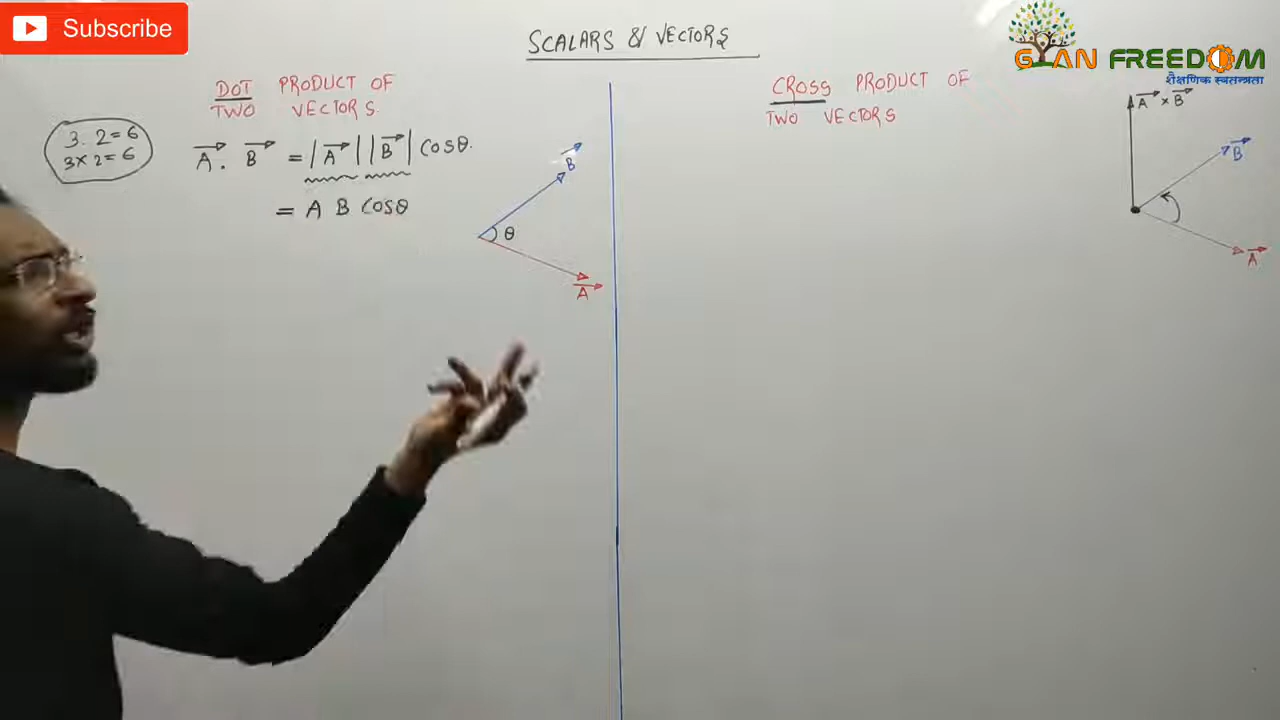 Subscribe
SCALARS & VECTORS
GYAN FREEDOM
शैक्षणिक स्वतन्त्रता
DOT PRODUCT OF
TWO VECTORS.
3. 2 = 6
3 x 2 = 6
A⃗ . B⃗ = |A⃗| |B⃗| COSθ.
= A B COSθ
B⃗
θ
A⃗
CROSS PRODUCT OF
TWO VECTORS
A⃗ × B⃗
B⃗
A⃗